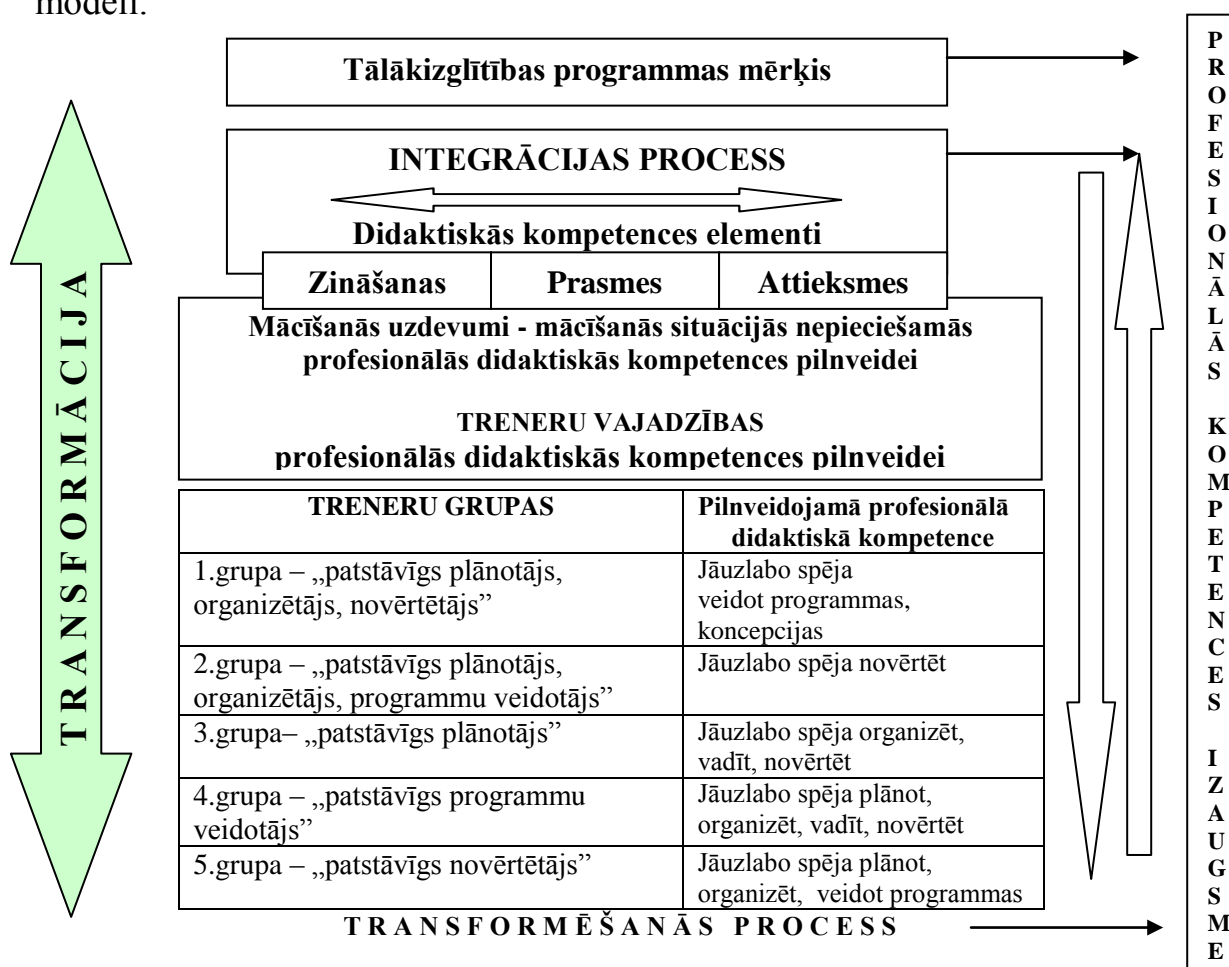 modelī.
Tālākizglītības programmas mērķis
INTEGRĀCIJAS PROCESS
Didaktiskās kompetences elementi
Zināšanas Prasmes Attieksmes
Mācīšanās uzdevumi - mācīšanās situācijās nepieciešamās
profesionālās didaktiskās kompetences pilnveidei
TRENERU VAJADZĪBAS
profesionālās didaktiskās kompetences pilnveidei
TRENERU GRUPAS
Pilnveidojamā profesionālā
didaktiskā kompetence
1.grupa – „patstāvīgs plānotājs,
organizētājs, novērtētājs”
Jāuzlabo spēja
veidot programmas,
koncepcijas
2.grupa – „patstāvīgs plānotājs,
organizētājs, programmu veidotājs”
Jāuzlabo spēja novērtēt
3.grupa– „patstāvīgs plānotājs”
Jāuzlabo spēja organizēt,
vadīt, novērtēt
4.grupa – „patstāvīgs programmu
veidotājs”
Jāuzlabo spēja plānot,
organizēt, vadīt, novērtēt
5.grupa – „patstāvīgs novērtētājs”
Jāuzlabo spēja plānot,
organizēt, veidot programmas
TRANSFORMĒŠANĀS PROCESS
TRANSFORMĀCIJA
PROFESIONĀLĀS KOMPETENCES IZAUGSME